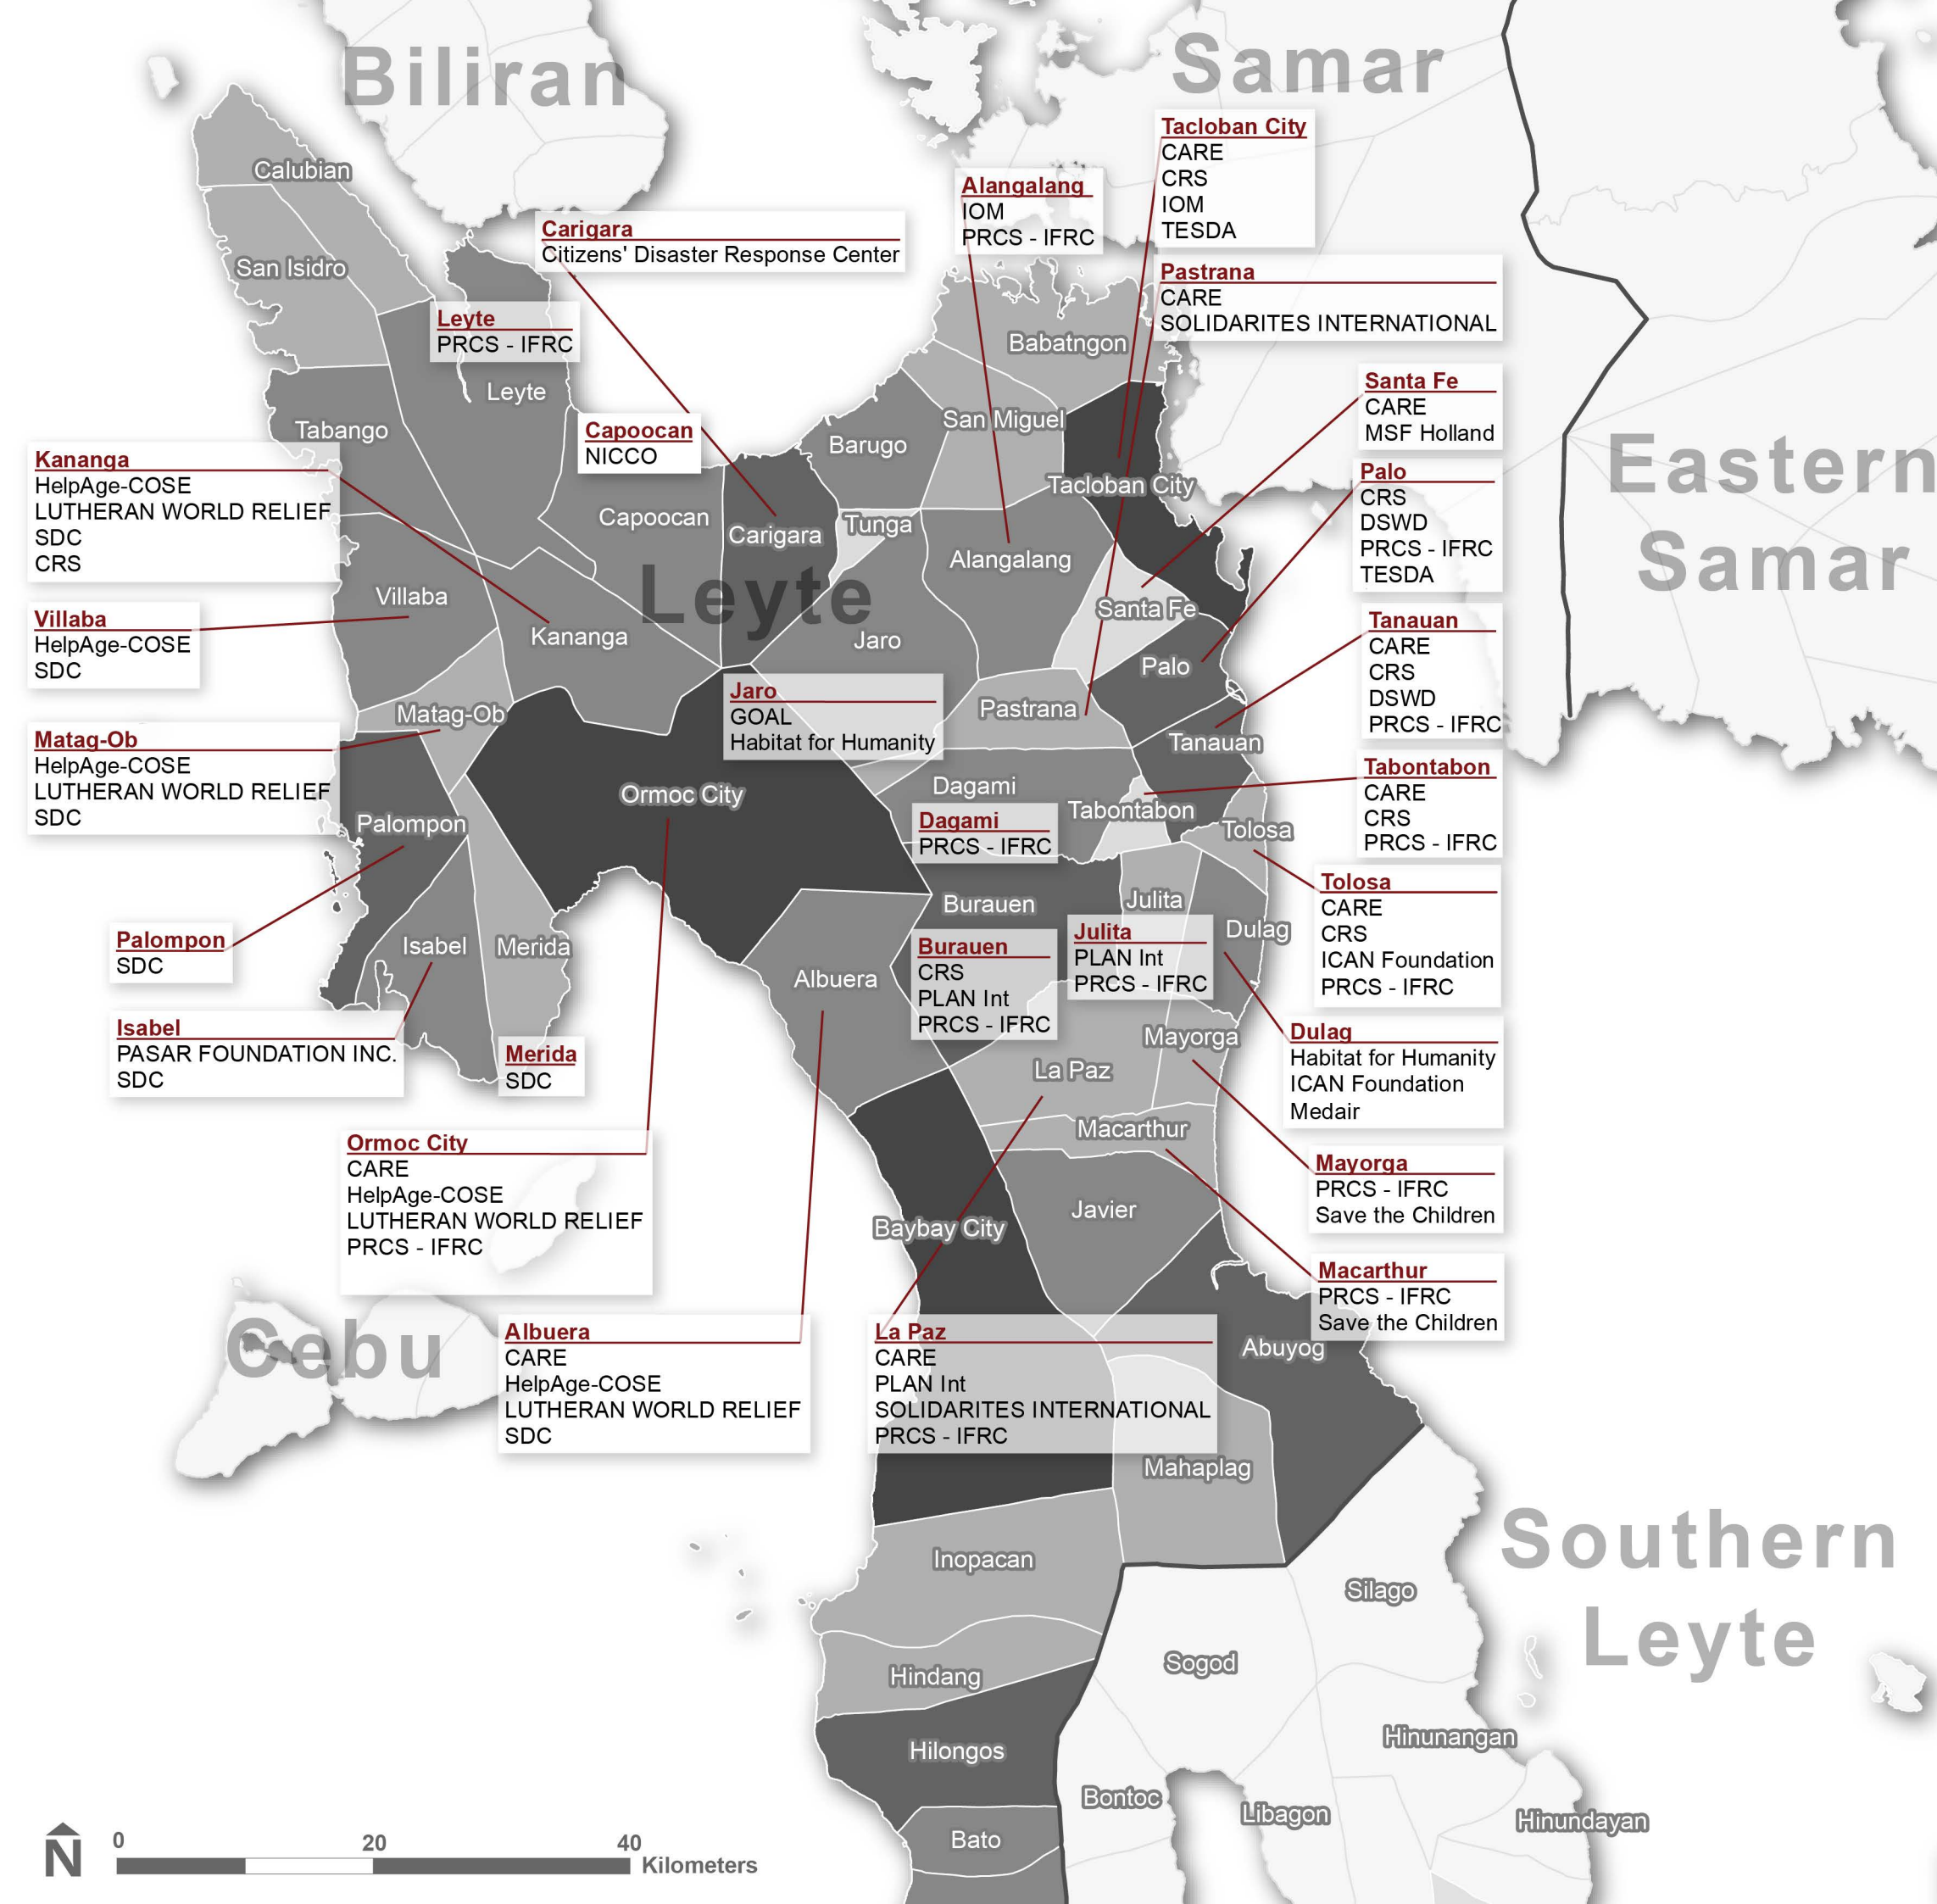 Biliran
Samar
Eastern
Samar
Leyte
Cebu
Southern
Leyte
Tacloban City
CARE
CRS
IOM
TESDA
Alangalang
IOM
PRCS - IFRC
Carigara
Citizens' Disaster Response Center
Pastrana
CARE
SOLIDARITES INTERNATIONAL
Leyte
PRCS - IFRC
Santa Fe
CARE
MSF Holland
Capoocan
NICCO
Kananga
HelpAge-COSE
LUTHERAN WORLD RELIEF
SDC
CRS
Palo
CRS
DSWD
PRCS - IFRC
TESDA
Villaba
HelpAge-COSE
SDC
Tanauan
CARE
CRS
DSWD
PRCS - IFRC
Jaro
GOAL
Habitat for Humanity
Matag-Ob
HelpAge-COSE
LUTHERAN WORLD RELIEF
SDC
Tabontabon
CARE
CRS
PRCS - IFRC
Dagami
PRCS - IFRC
Tolosa
CARE
CRS
ICAN Foundation
PRCS - IFRC
Palompon
SDC
Burauen
CRS
PLAN Int
PRCS - IFRC
Julita
PLAN Int
PRCS - IFRC
Isabel
PASAR FOUNDATION INC.
SDC
Merida
SDC
Dulag
Habitat for Humanity
ICAN Foundation
Medair
Ormoc City
CARE
HelpAge-COSE
LUTHERAN WORLD RELIEF
PRCS - IFRC
Mayorga
PRCS - IFRC
Save the Children
Macarthur
PRCS - IFRC
Save the Children
Albuera
CARE
HelpAge-COSE
LUTHERAN WORLD RELIEF
SDC
La Paz
CARE
PLAN Int
SOLIDARITES INTERNATIONAL
PRCS - IFRC
Calubian
San Isidro
Leyte
Tabango
Babatngon
San Miguel
Barugo
Tacloban City
Capoocan
Carigara
Tunga
Alangalang
Villaba
Kananga
Jaro
Santa Fe
Palo
Matag-Ob
Pastrana
Tanauan
Ormoc City
Dagami
Tabontabon
Palompon
Tolosa
Burauen
Julita
Dulag
Isabel
Merida
Albuera
Mayorga
La Paz
Macarthur
Javier
Baybay City
Abuyog
Mahaplag
Inopacan
Silago
Sogod
Hindang
Hinunangan
Hilongos
Bontoc
Libagon
Hinundayan
Bato
N
0
20
40
Kilometers